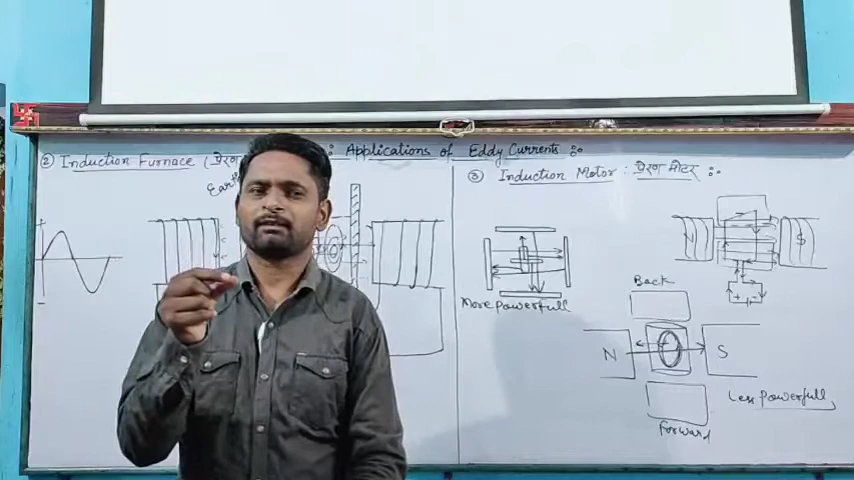 : Applications of Eddy Currents :
② Induction Furnace (प्रेरण
③ Induction Motor : प्रेरण मोटर :
N
S
More powerfull
Back
N
S
Less powerfull
Forward